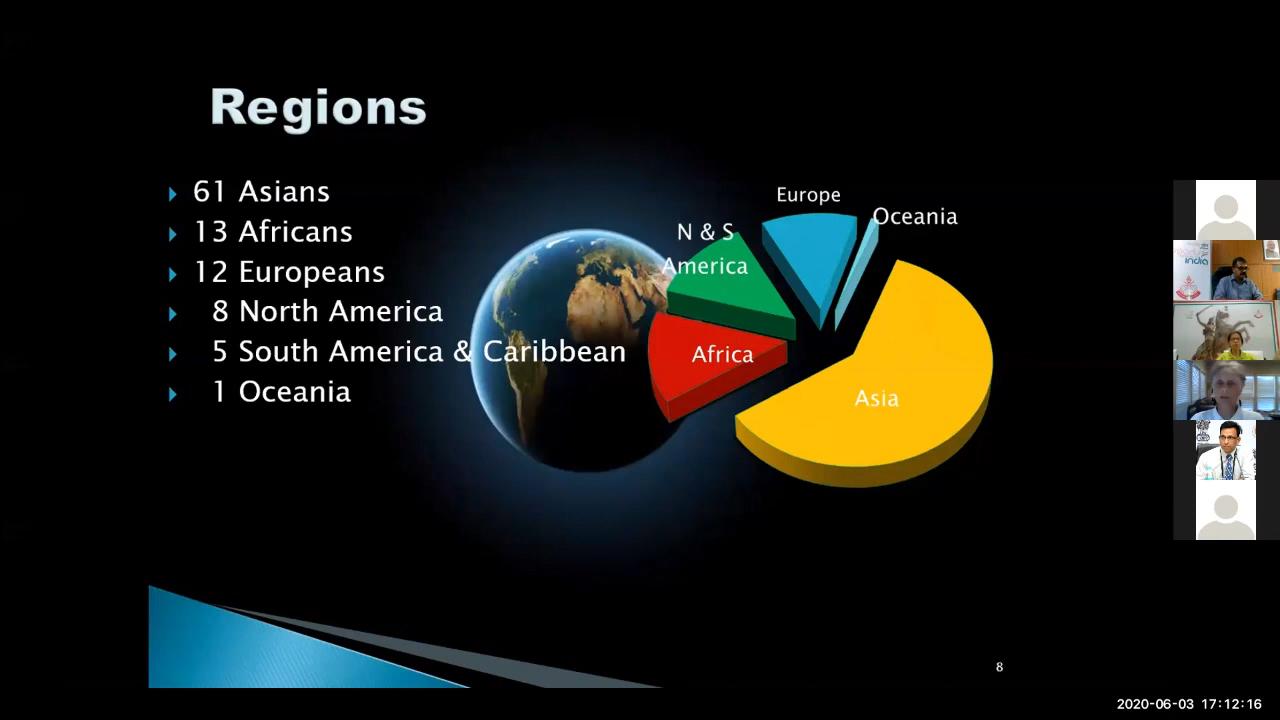 Regions
61 Asians
13 Africans
12 Europeans
8 North America
5 South America & Caribbean
1 Oceania
Europe
Oceania
N & S
America
Africa
Asia
india
8
2020-06-03 17:12:16